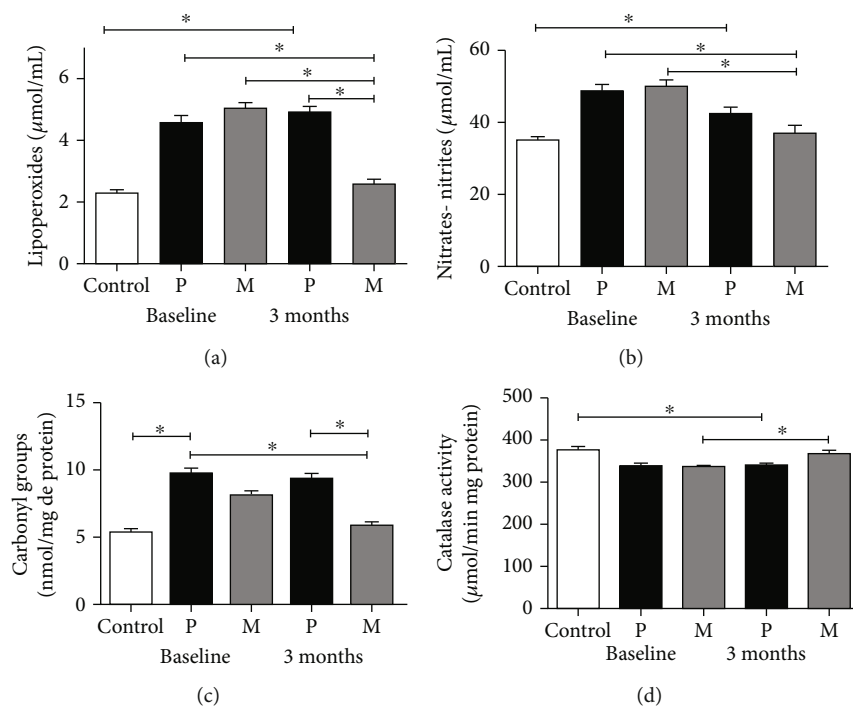 *
*
*
*
6
4
2
0
Lipoperoxides (µmol/mL)
Control P M P M
Baseline 3 months
(a)
*
*
*
60
40
20
0
Nitrates- nitrites (µmol/mL)
Control P M P M
Baseline 3 months
(b)
15
10
5
0
* *
*
Carbonyl groups
(nmol/mg de protein)
Control P M P M
Baseline 3 months
(c)
500
400
300
200
100
0
*
*
Catalase activity
(µmol/min mg protein)
Control P M P M
Baseline 3 months
(d)